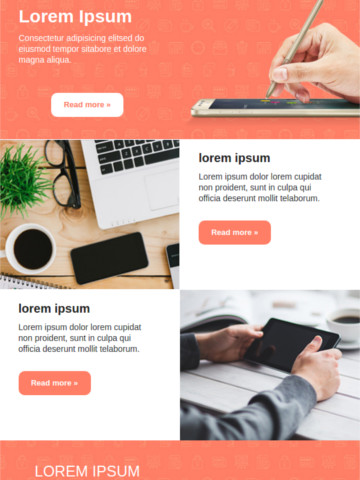 Lorem Ipsum
Consectetur adipisicing elitsed do
eiusmod tempor sitabore et dolore
magna aliqua.
Read more »
lorem ipsum
Lorem ipsum dolor lorem cupidat
non proident, sunt in culpa qui
officia deserunt mollit telaborum.
Read more »
lorem ipsum
Lorem ipsum dolor lorem cupidat
non proident, sunt in culpa qui
officia deserunt mollit telaborum.
Read more »
LOREM IPSUM